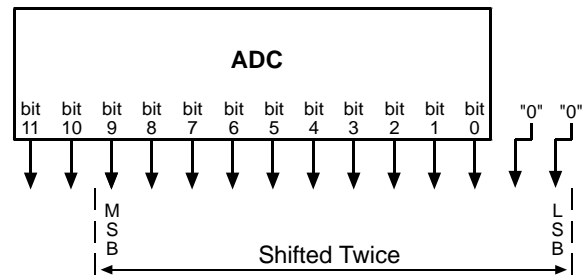 ADC
bit bit bit bit bit bit bit bit bit bit bit bit "0" "0"
11 10 9 8 7 6 5 4 3 2 1 0
M L
S S
B B
Shifted Twice